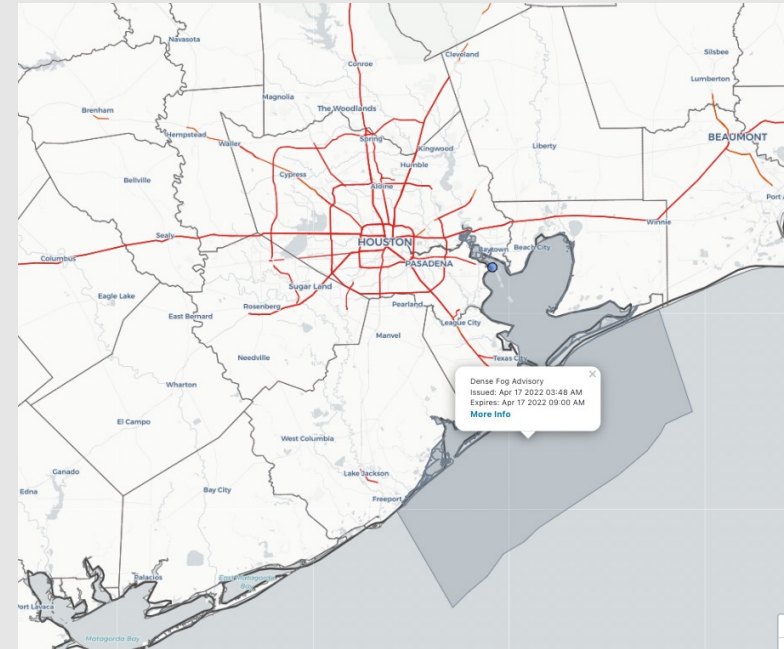 Navasota
Cleveland
Silsbee
Conroe
Lumberton
Magnolia
The Woodlands
Brenham
Hempstead
Spring
BEAUMONT
Waller
Kingwood
Liberty
Humble
Cypress
Bellville
Aldine
Port A
Winnie
Sealy
HOUSTON
Baytown
Beach City
Columbus
PASADENA
Sugar Land
Eagle Lake
Rosenberg
Pearland
East Bernard
League City
Manvel
Needville
Texas City
Dense Fog Advisory
×
Issued: Apr 17 2022 03:48 AM
Expires: Apr 17 2022 09:00 AM
More Info
Wharton
El Campo
West Columbia
Ganado
Lake Jackson
Edna
Bay City
Freeport
Palacios
East Matagorda
Bay
Port Lavaca
Matagorda Bay